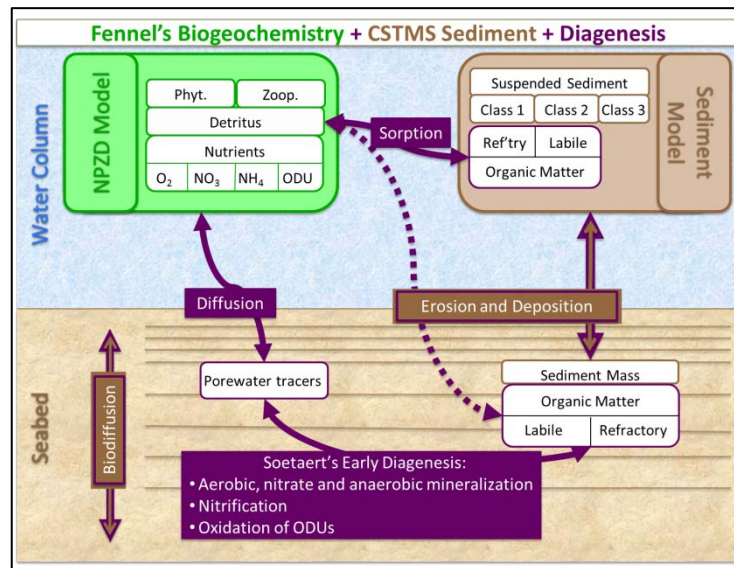 Fennel's Biogeochemistry + CSTMS Sediment + Diagenesis
Water Column
NPZD Model
Phyt.
Zoop.
Detritus
Nutrients
O₂
NO₃
NH₄
ODU
Sorption
Suspended Sediment
Class 1
Class 2
Class 3
Ref'try
Labile
Organic Matter
Sediment
Model
Diffusion
Erosion and Deposition
Seabed
Biodiffusion
Porewater tracers
Sediment Mass
Organic Matter
Labile
Refractory
Soetaert's Early Diagenesis:
• Aerobic, nitrate and anaerobic mineralization
• Nitrification
• Oxidation of ODUs